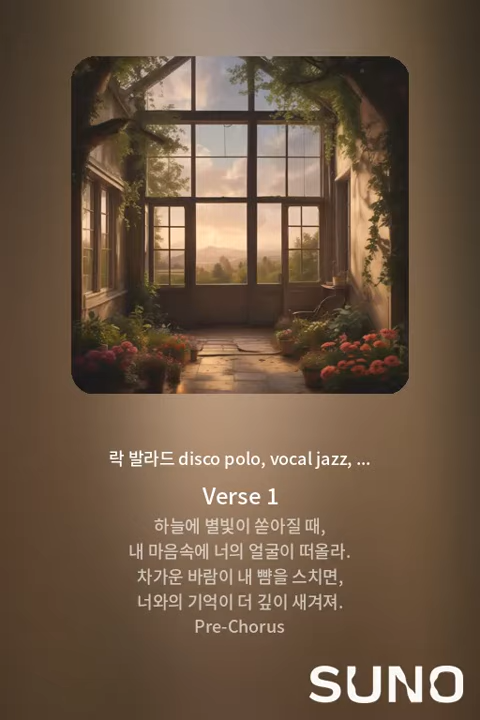 락 발라드 disco polo, vocal jazz, ...
Verse 1
하늘에 별빛이 쏟아질 때,
내 마음속에 너의 얼굴이 떠올라.
차가운 바람이 내 뺨을 스치면,
너와의 기억이 더 깊이 새겨져.
Pre-Chorus
SUNO